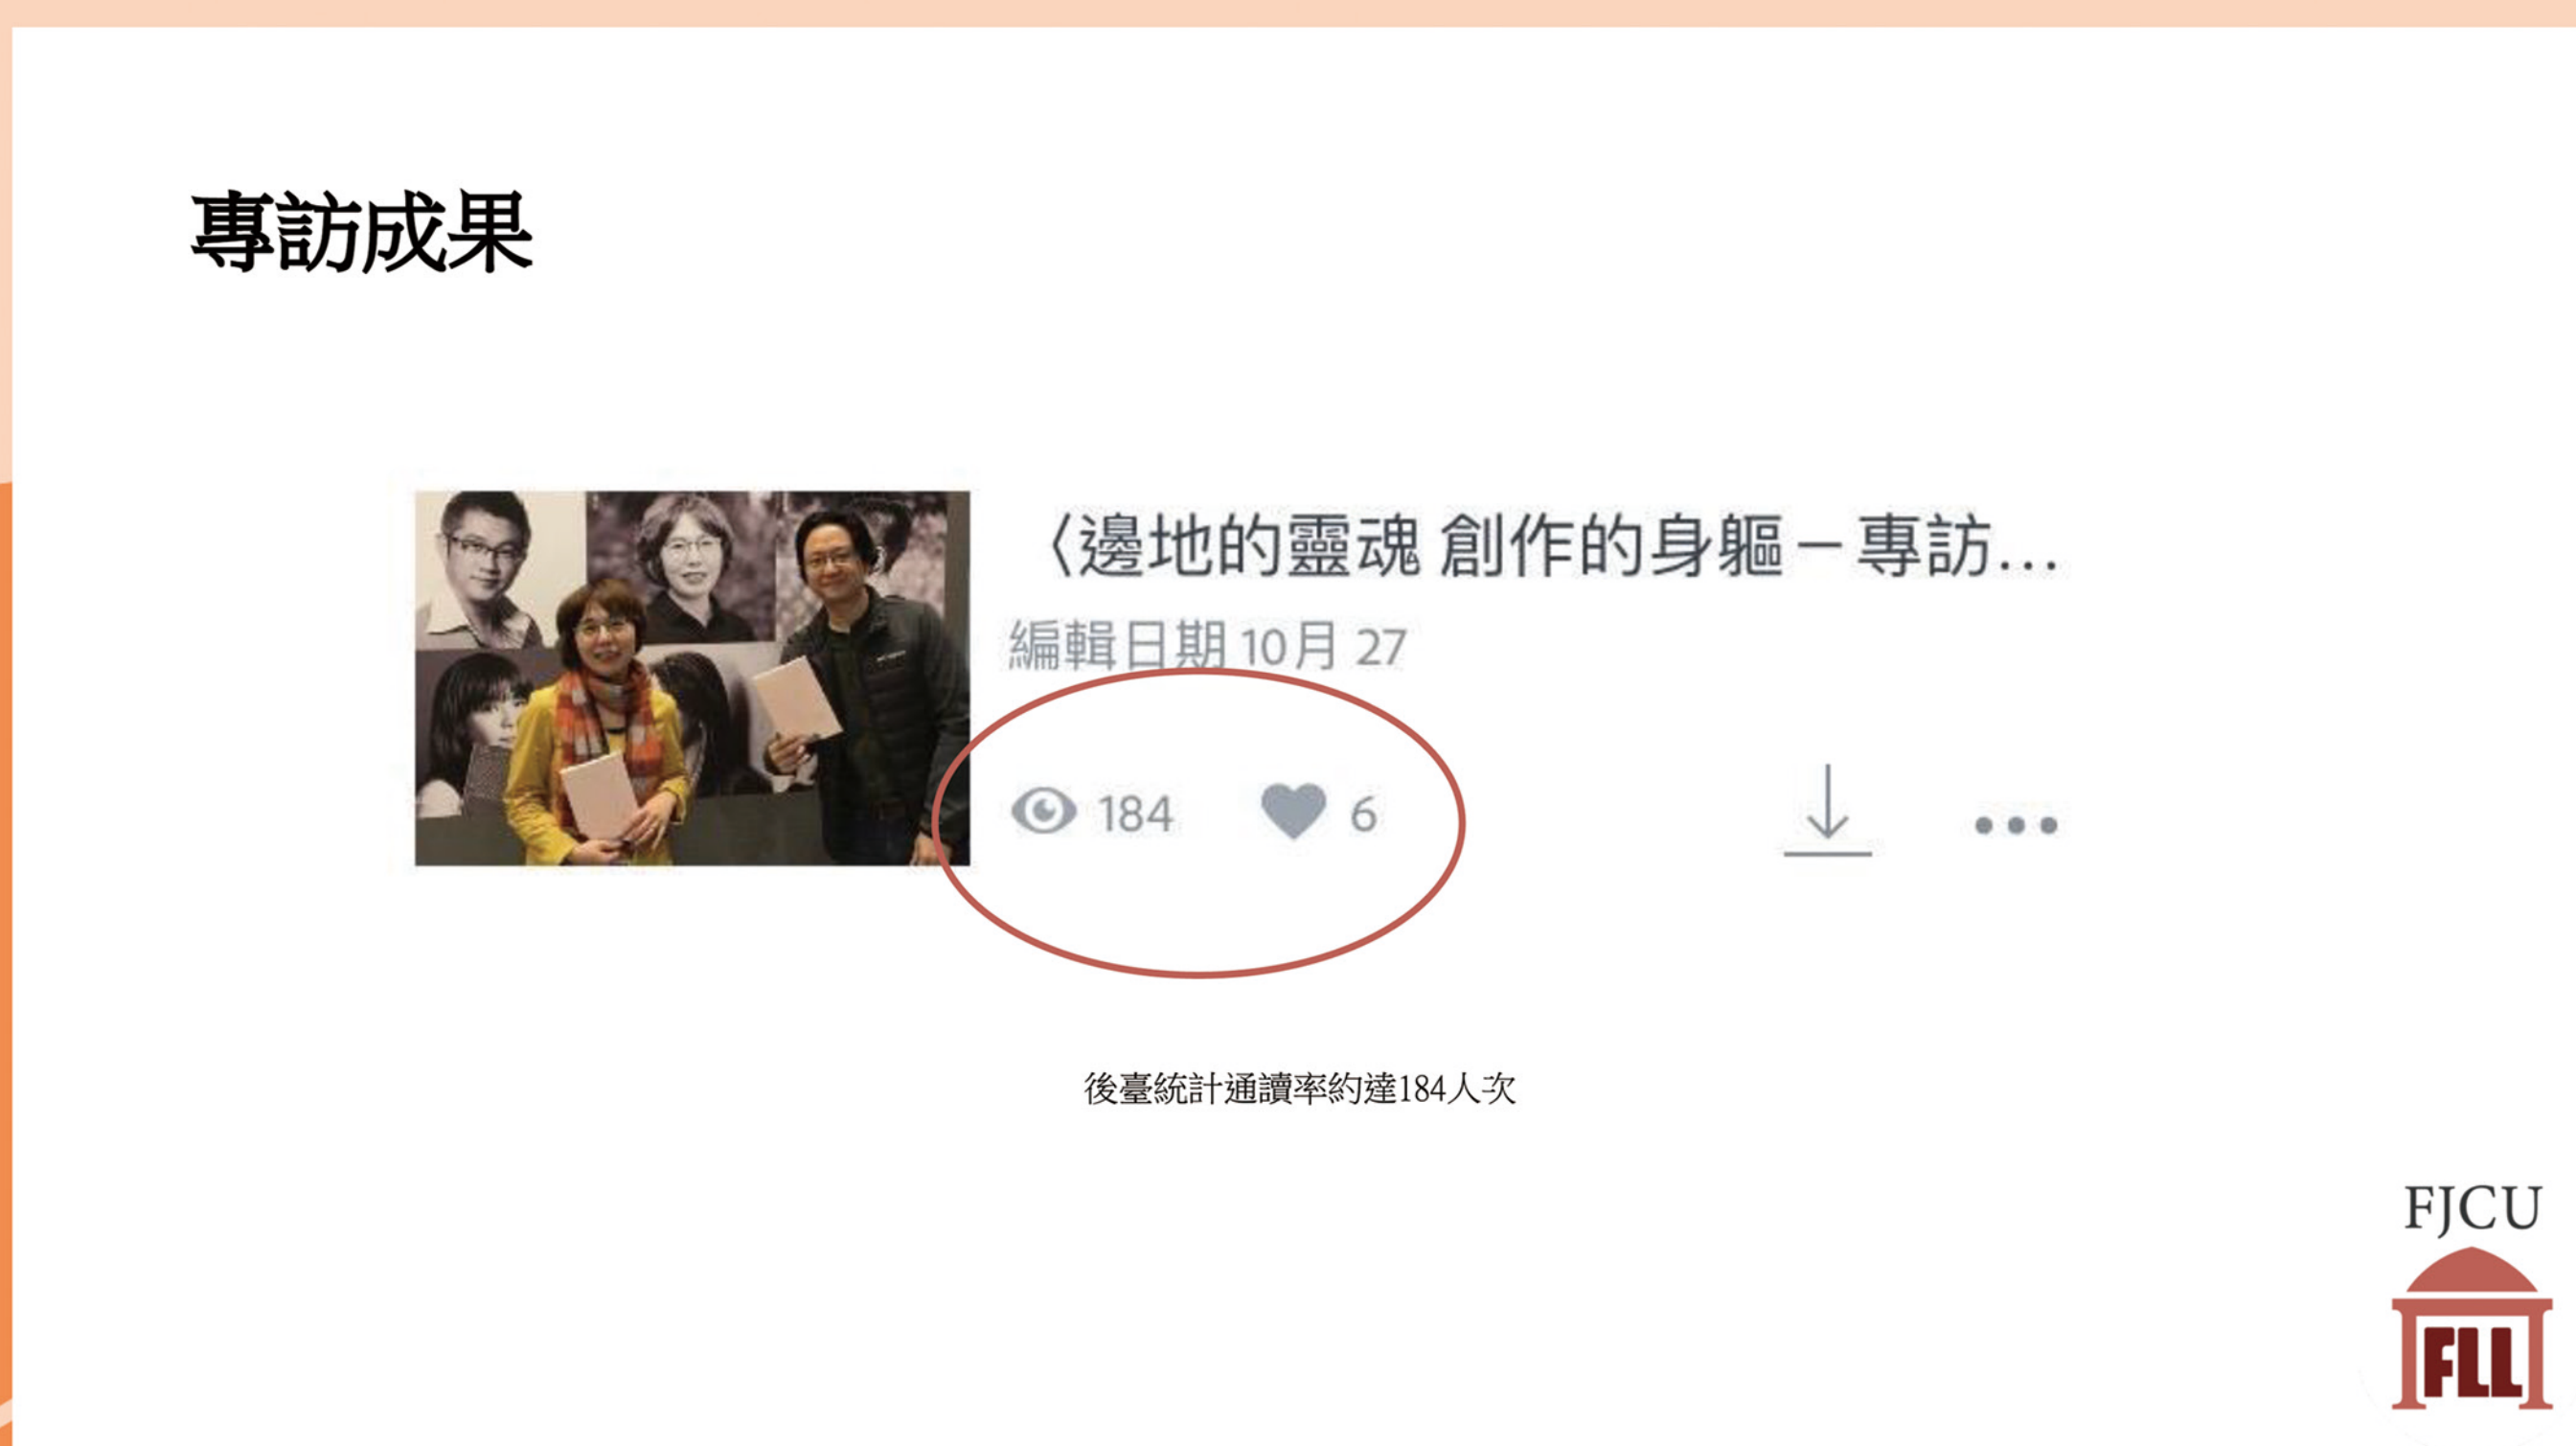 專訪成果
〈邊地的靈魂 創作的身軀－專訪...
編輯日期 10月 27
184 6
後臺統計通讀率約達184人次
FJCU
FLL